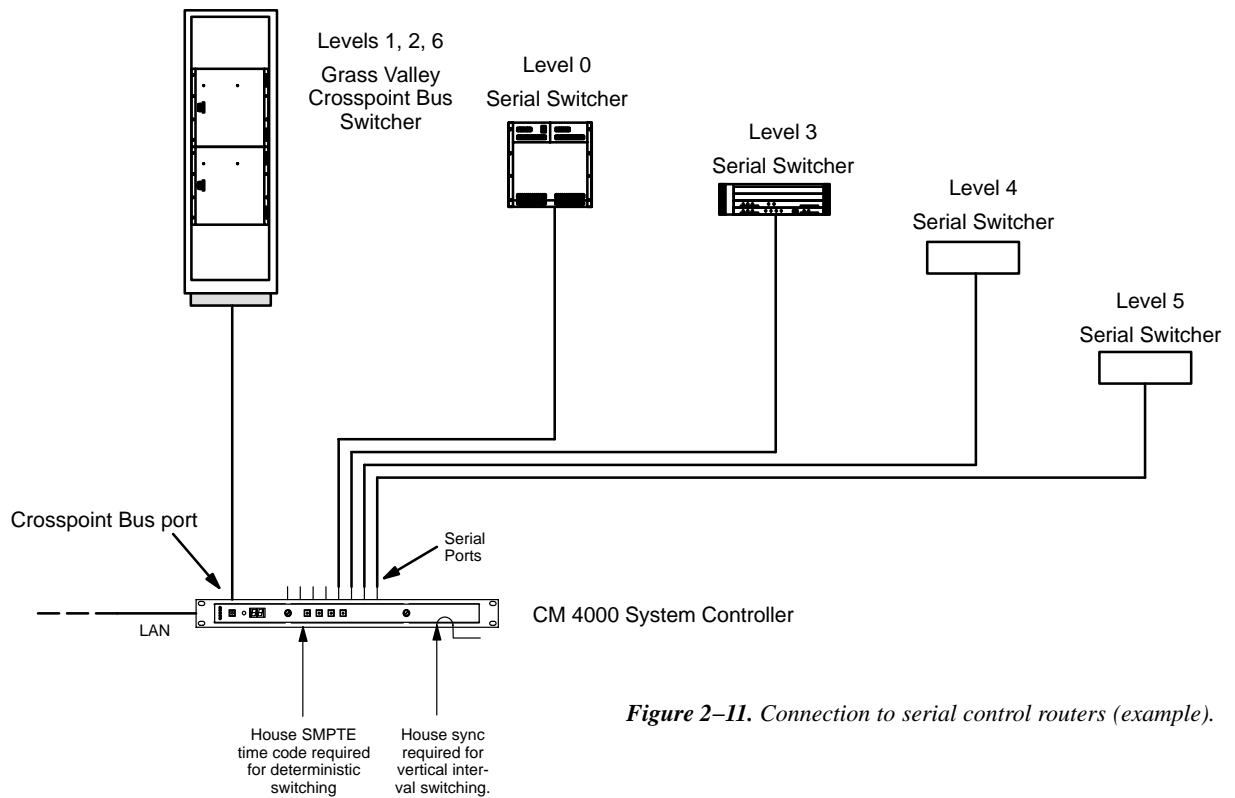 Levels 1, 2, 6
Grass Valley
Crosspoint Bus
Switcher
Level 0
Serial Switcher
Level 3
Serial Switcher
Level 4
Serial Switcher
Level 5
Serial Switcher
Crosspoint Bus port
Serial
Ports
LAN
CM 4000 System Controller
House SMPTE
time code required
for deterministic
switching
House sync
required for
vertical inter-
val switching.
Figure 2–11. Connection to serial control routers (example).